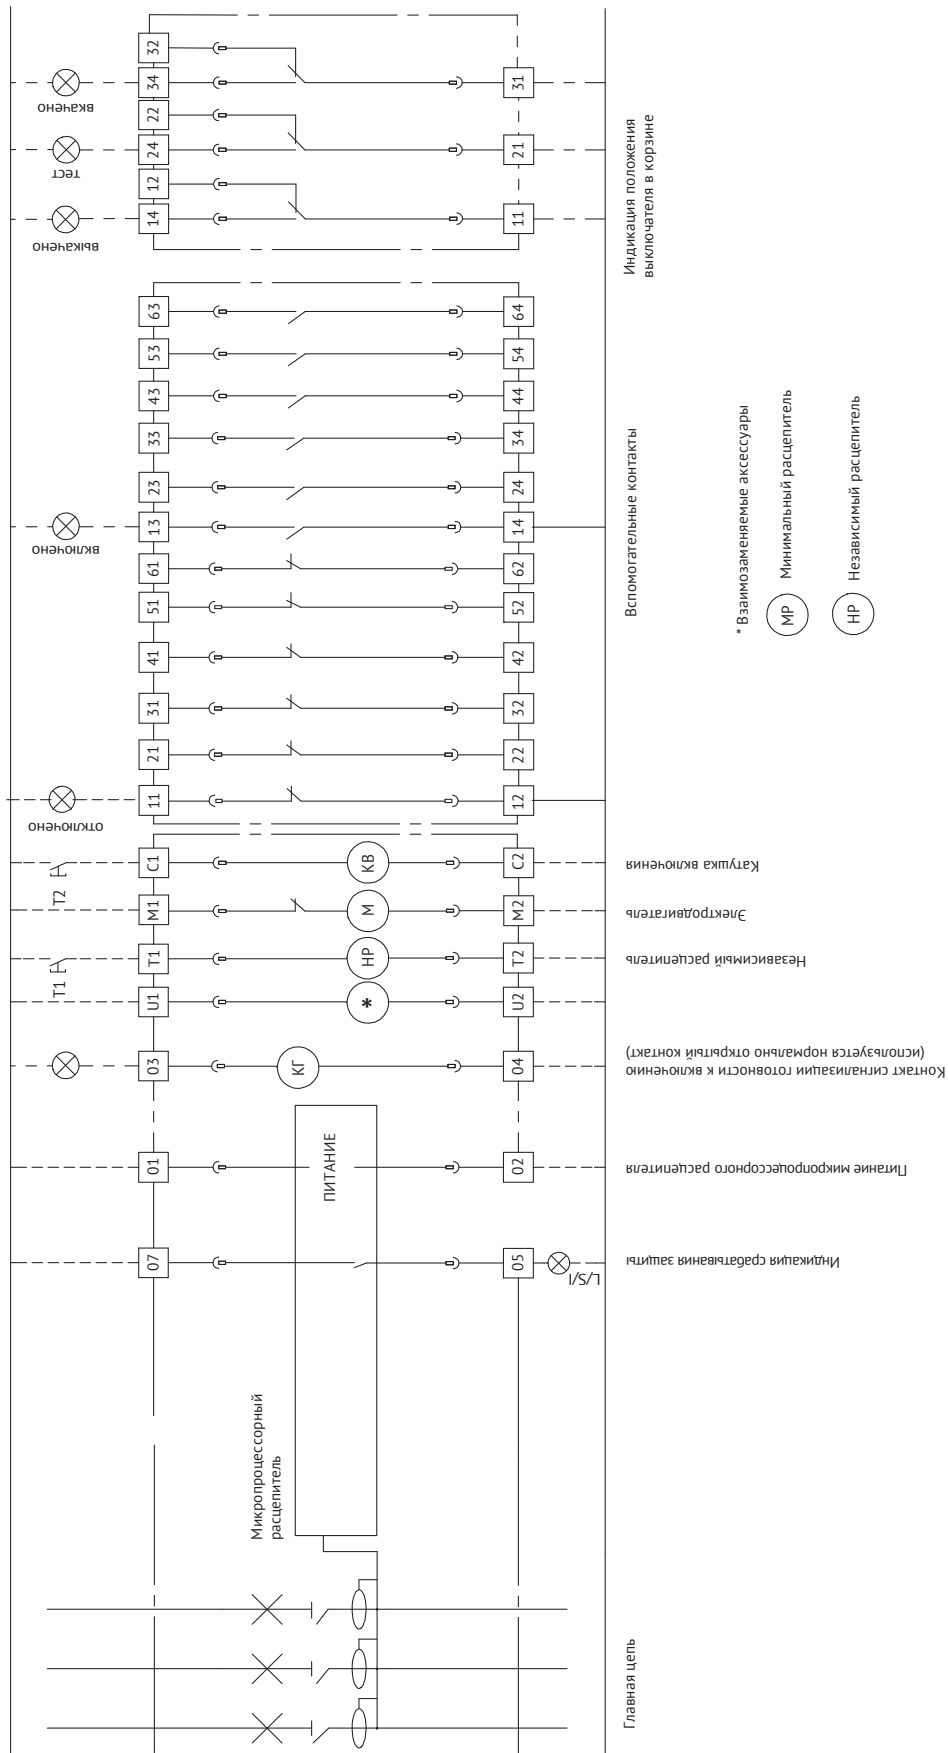 32
34
22
24
12
14
31
21
11
вкачено
тест
выкачено
Индикация положения
выключателя в корзине
63
53
43
33
23
13
61
51
41
31
21
11
64
54
44
34
24
14
62
52
42
32
22
12
включено
отключено
Вспомогательные контакты
* Взаимозаменяемые аксессуары
МР
Минимальный расцепитель
НР
Независимый расцепитель
T2
C1
КВ
C2
Катушка включения
M1
М
M2
Электродвигатель
T1
T1
НР
T2
Независимый расцепитель
U1
*
U2
03
КГ
04
Контакт сигнализации готовности к включению
(используется нормально открытый контакт)
01
ПИТАНИЕ
02
Питание микропроцессорного расцепителя
07
05
L/S/I
Индикация срабатывания защиты
Микропроцессорный
расцепитель
Главная цепь